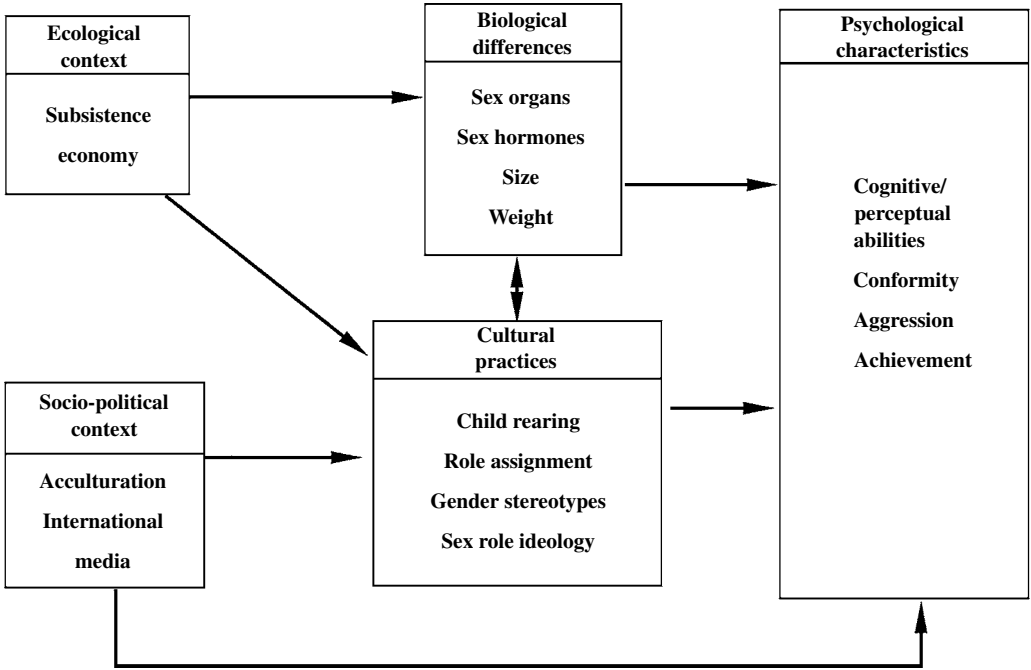 Ecological
context
Subsistence
economy
Biological
differences
Sex organs
Sex hormones
Size
Weight
Psychological
characteristics
Cognitive/
perceptual
abilities
Conformity
Aggression
Achievement
Cultural
practices
Child rearing
Role assignment
Gender stereotypes
Sex role ideology
Socio-political
context
Acculturation
International
media